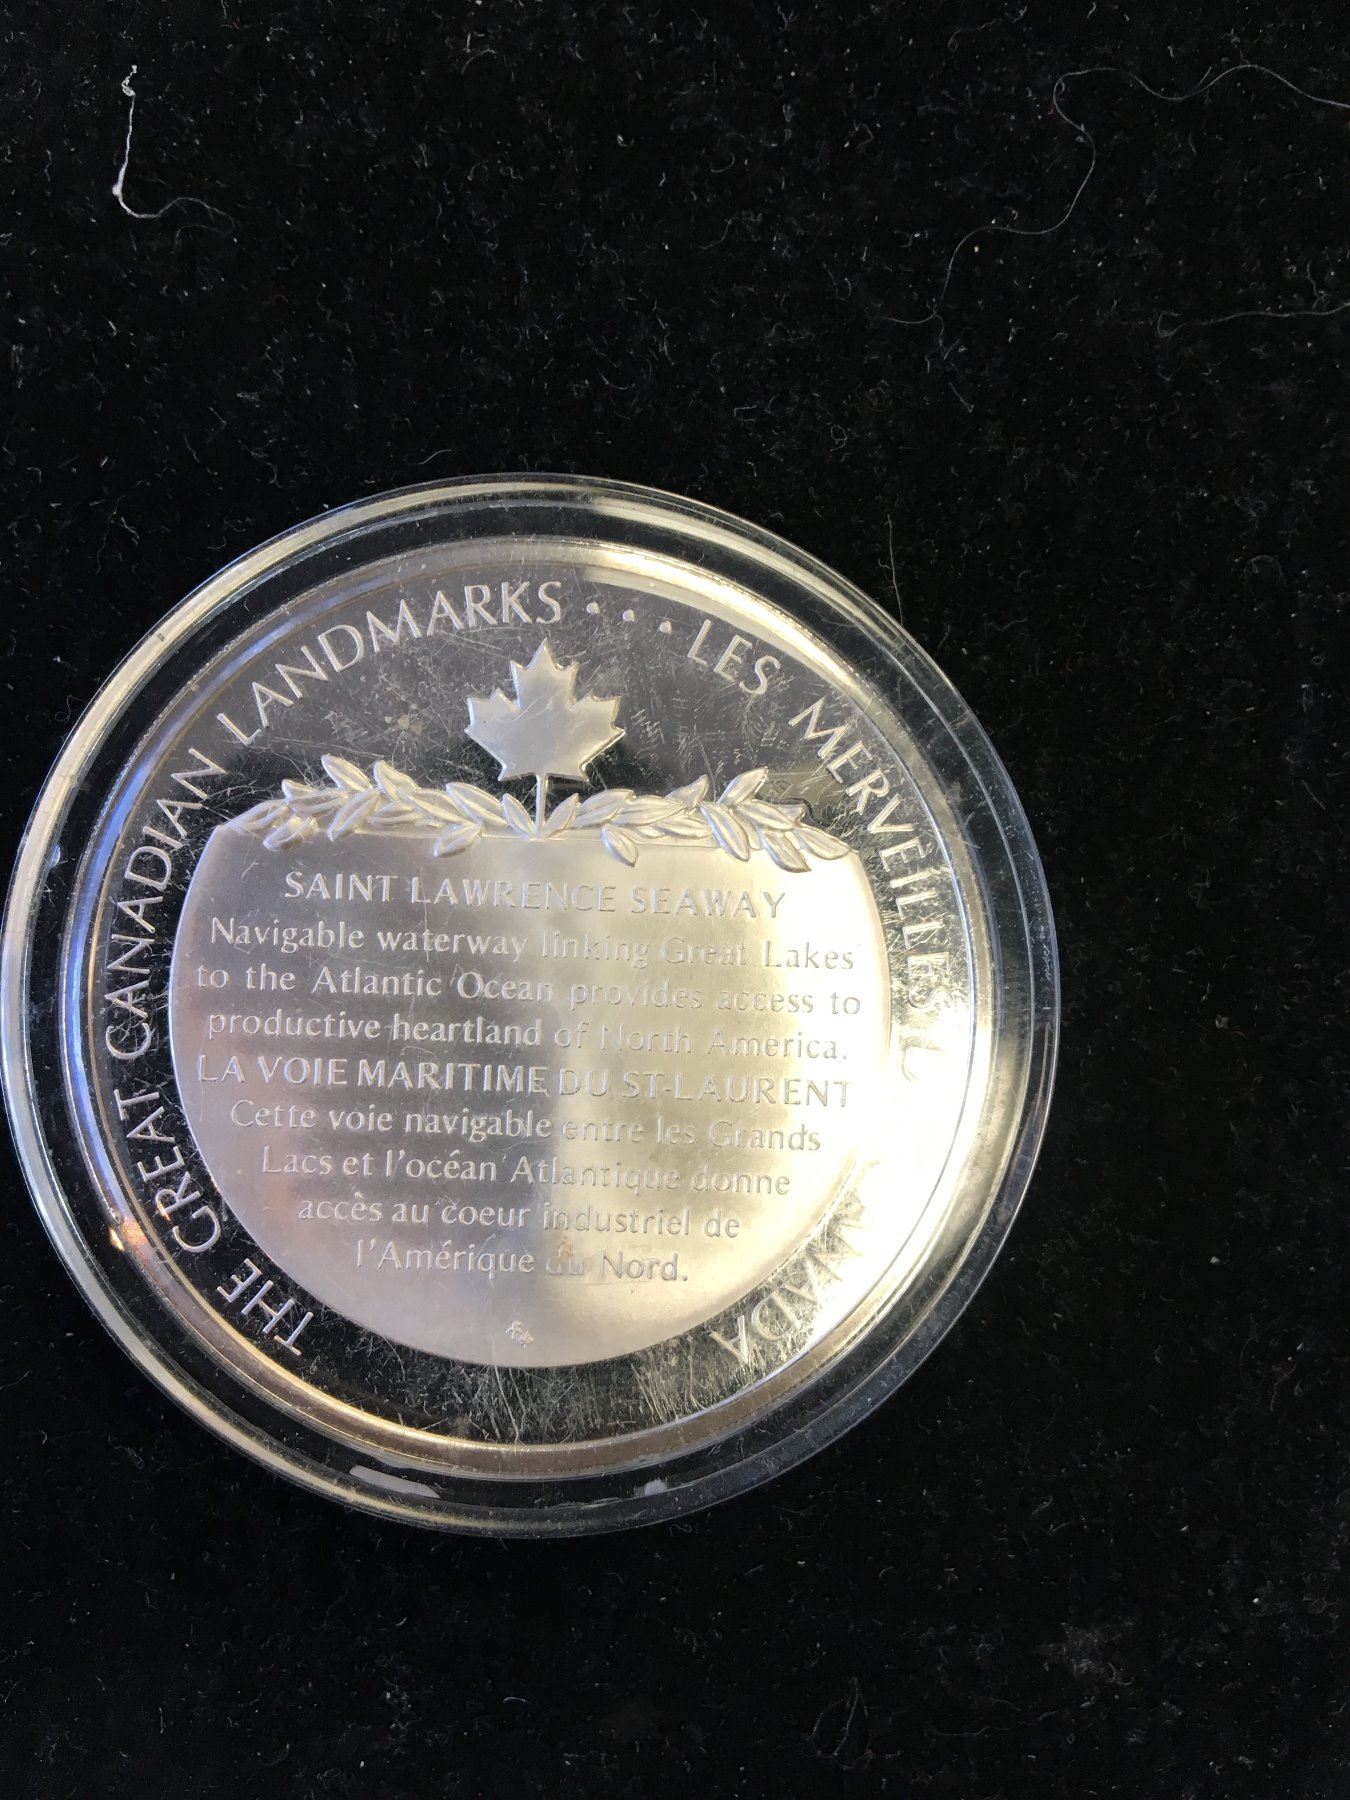 THE GREAT CANADIAN LANDMARKS · · · LES MERVEILLES
SAINT LAWRENCE SEAWAY
Navigable waterway linking Great Lakes
to the Atlantic Ocean provides access to
productive heartland of North America.
LA VOIE MARITIME DU ST-LAURENT
Cette voie navigable entre les Grands
Lacs et l'océan Atlantique donne
accès au coeur industriel de
l'Amérique du Nord.